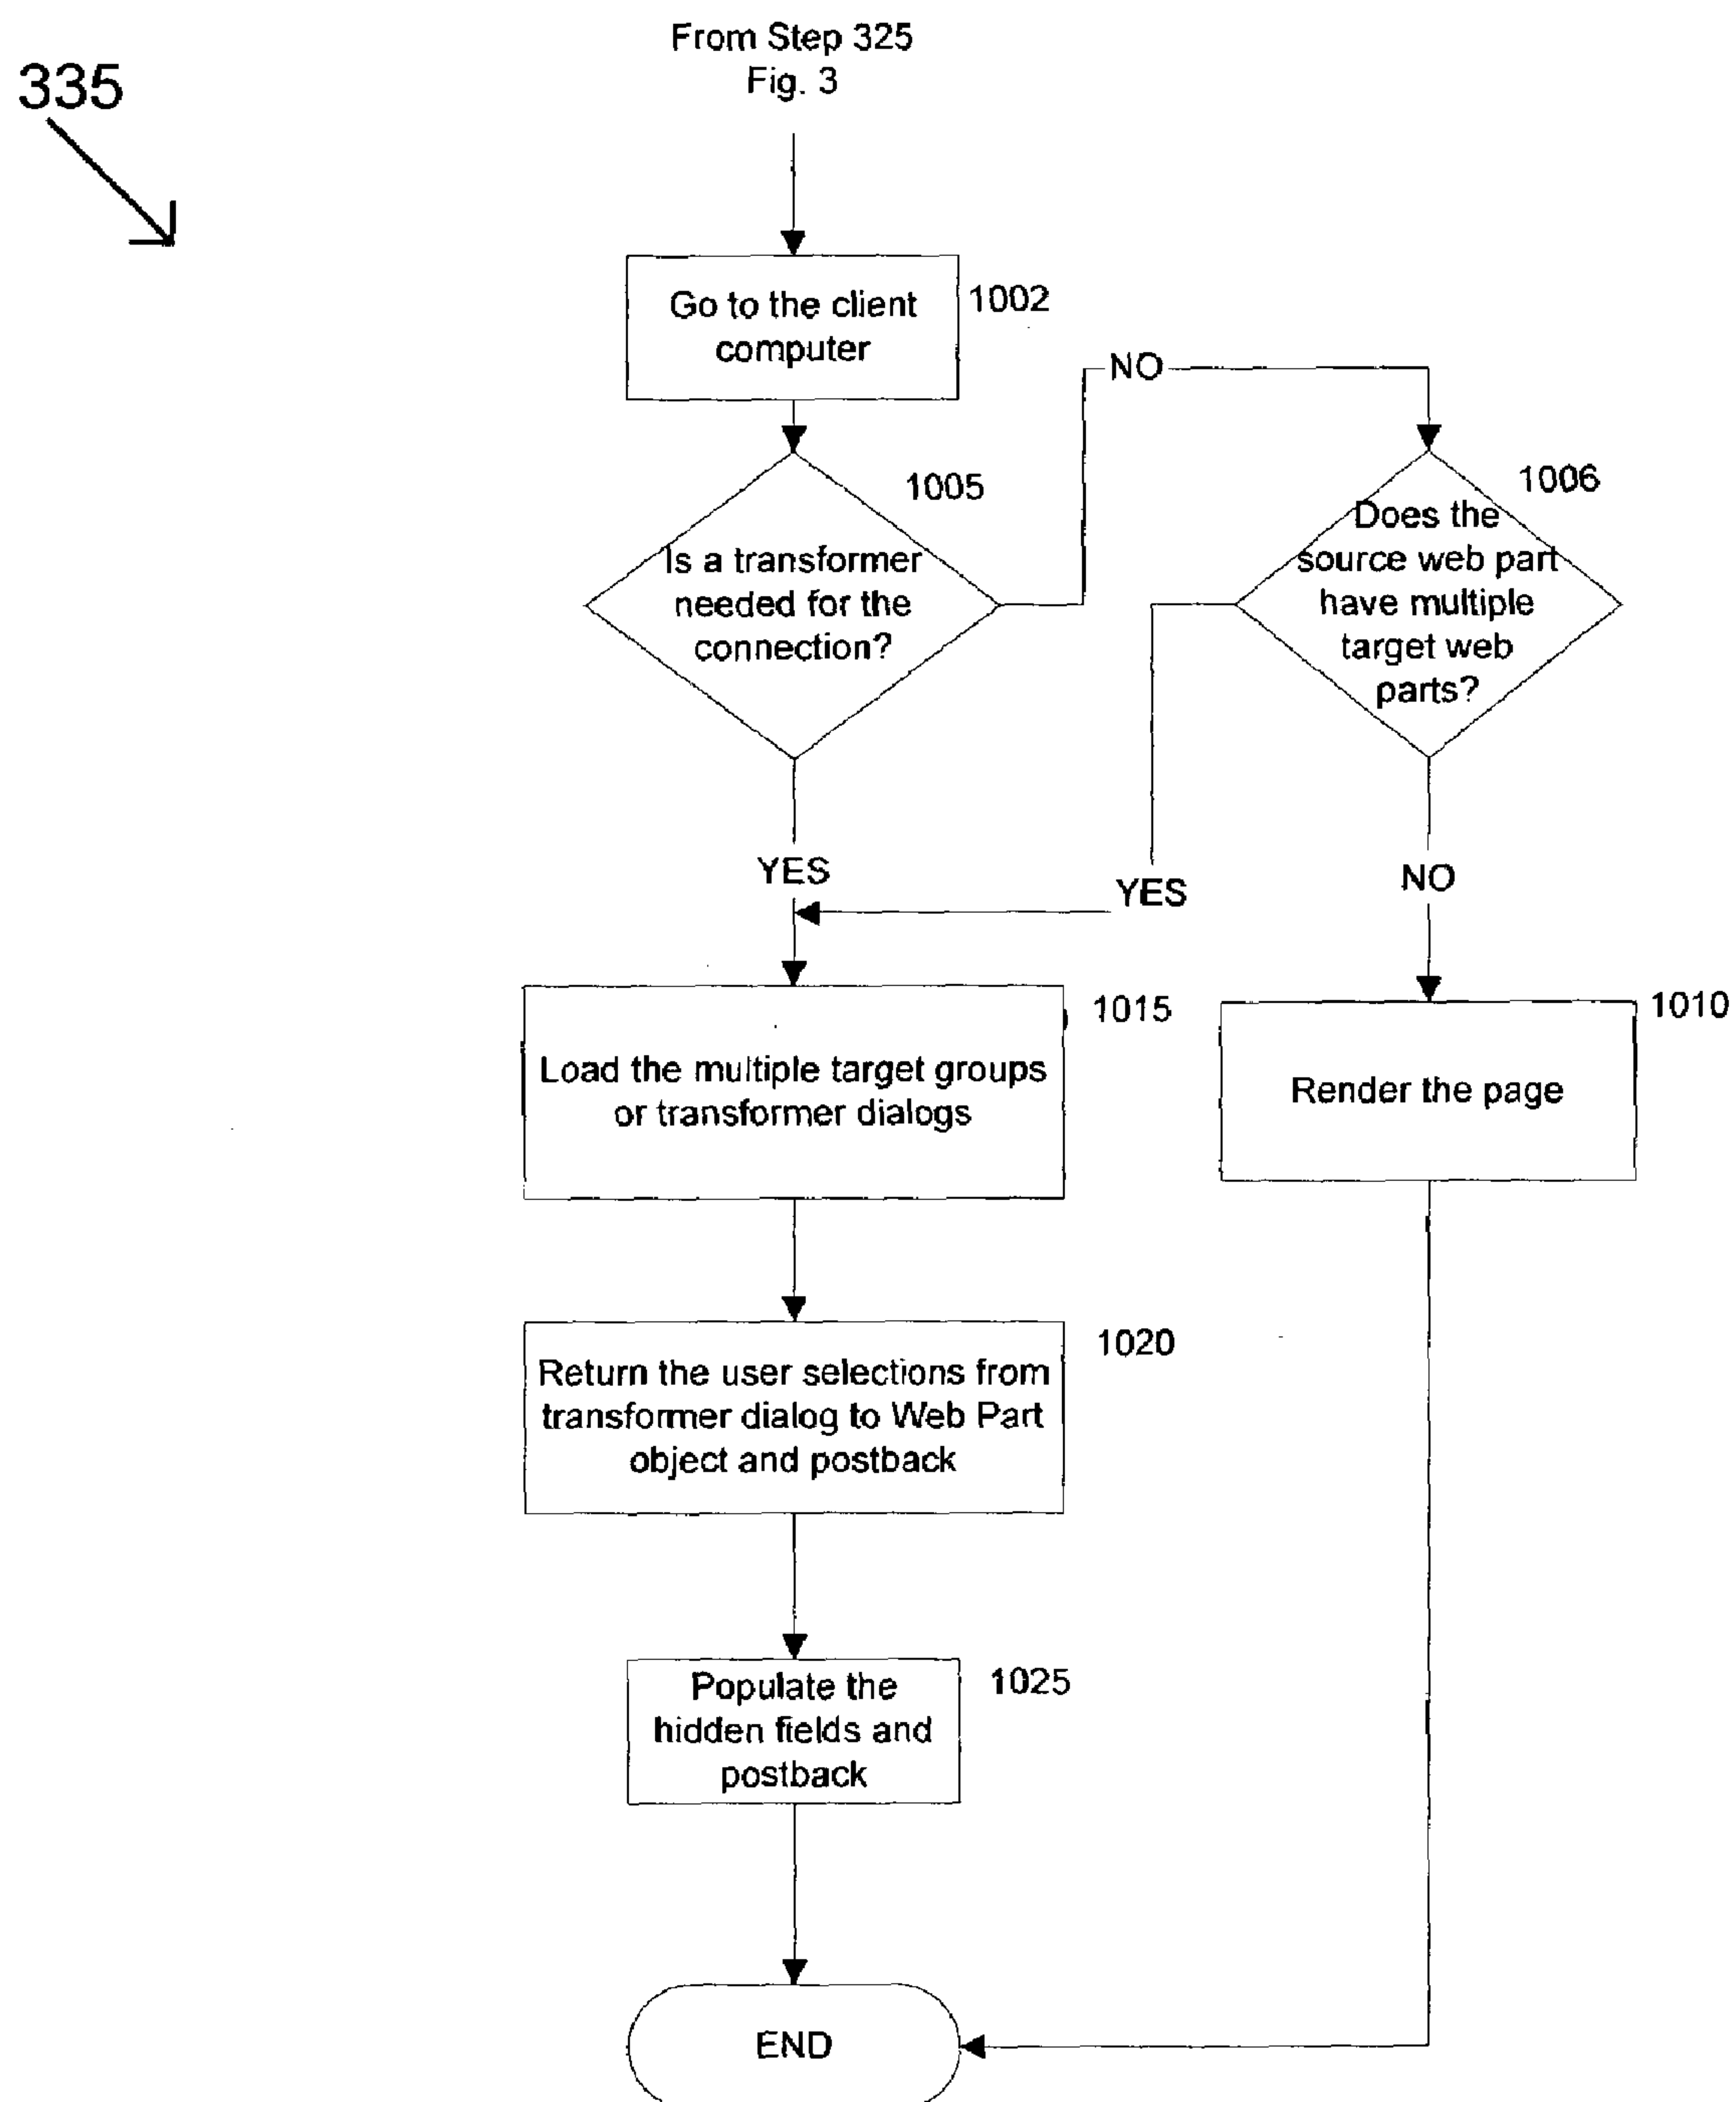 From Step 325
Fig. 3
335
Go to the client
computer
1002
NO
1005
Is a transformer
needed for the
connection?
1006
Does the
source web part
have multiple
target web
parts?
YES
YES
NO
1015
Load the multiple target groups
or transformer dialogs
1010
Render the page
1020
Return the user selections from
transformer dialog to Web Part
object and postback
1025
Populate the
hidden fields and
postback
END